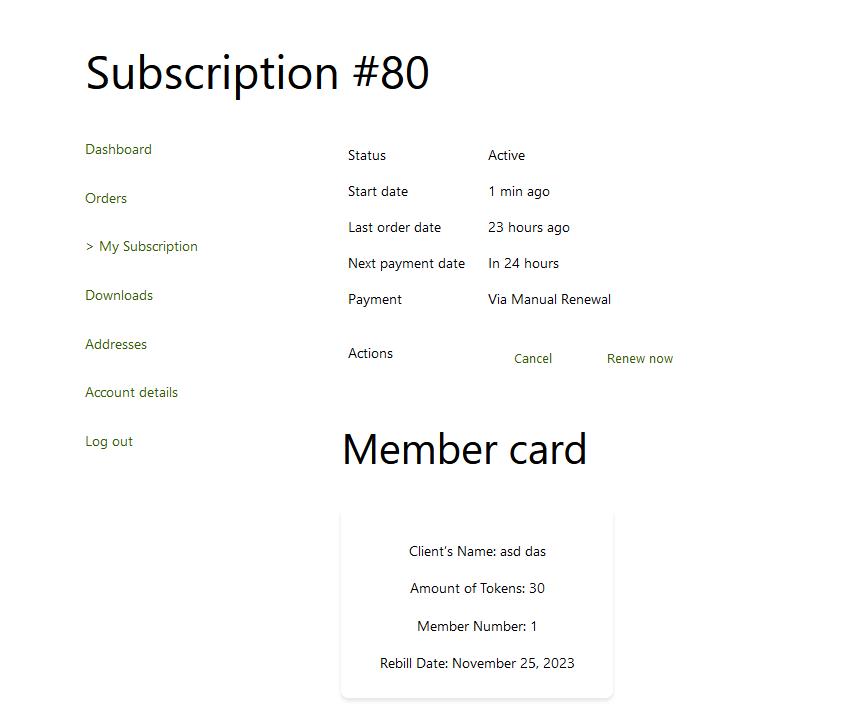 Subscription #80
Dashboard
Orders
> My Subscription
Downloads
Addresses
Account details
Log out
Status Active
Start date 1 min ago
Last order date 23 hours ago
Next payment date In 24 hours
Payment Via Manual Renewal
Actions Cancel Renew now
Member card
Client’s Name: asd das
Amount of Tokens: 30
Member Number: 1
Rebill Date: November 25, 2023